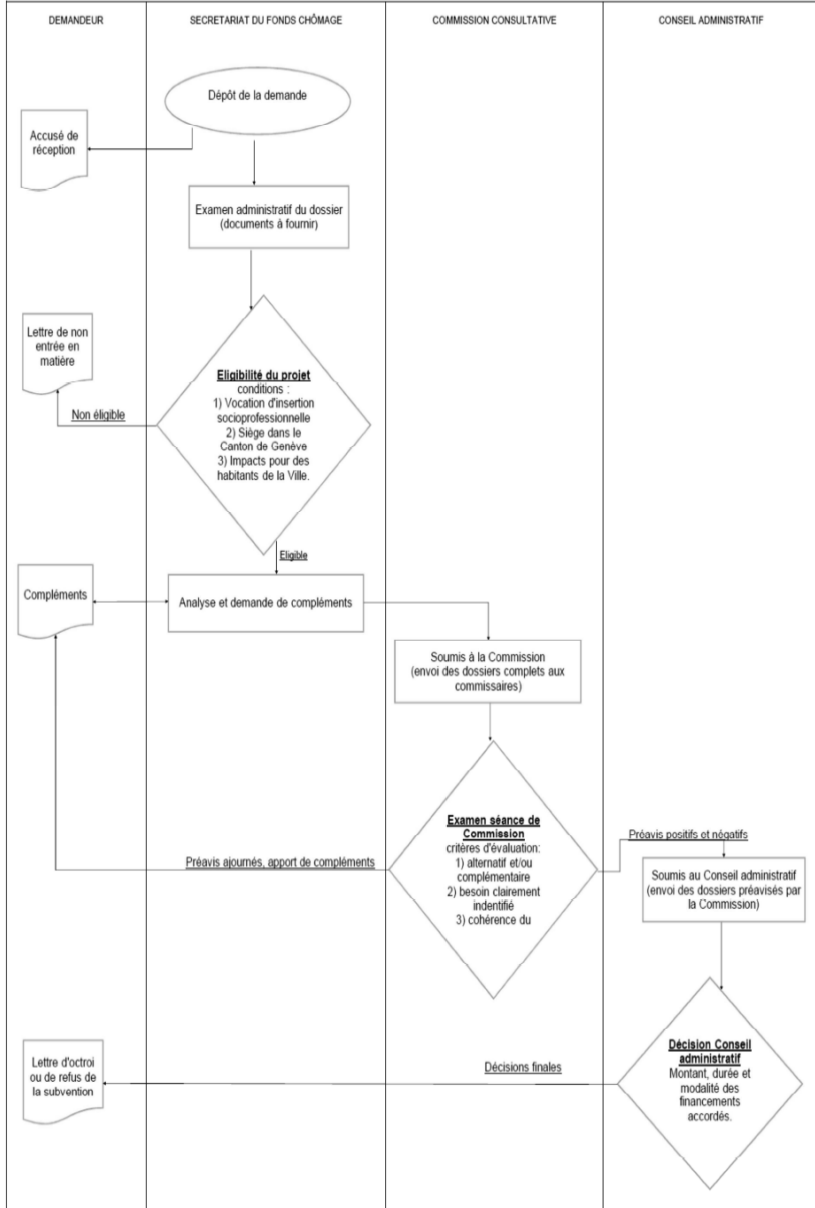 DEMANDEUR
SECRETARIAT DU FONDS CHÔMAGE
COMMISSION CONSULTATIVE
CONSEIL ADMINISTRATIF
Dépôt de la demande
Accusé de
réception
Examen administratif du dossier
(documents à fournir)
Lettre de non
entrée en
matière
Eligibilité du projet
conditions :
1) Vocation d'insertion
socioprofessionnelle
2) Siège dans le
Canton de Genève
3) Impacts pour des
habitants de la Ville.
Non éligible
Eligible
Compléments
Analyse et demande de compléments
Soumis à la Commission
(envoi des dossiers complets aux
commissaires)
Examen séance de
Commission
critères d'évaluation:
1) alternatif et/ou
complémentaire
2) besoin clairement
indentifié
3) cohérence du
Préavis ajournés, apport de compléments
Préavis positifs et négatifs
Soumis au Conseil administratif
(envoi des dossiers préavisés par
la Commission)
Décision Conseil
administratif
Montant, durée et
modalité des
financements
accordés.
Décisions finales
Lettre d'octroi
ou de refus de
la subvention